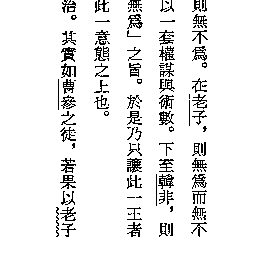 則無不爲。在老子，則無爲而無不
以一套權謀與術數。下至韓非，則
無爲」之旨。於是乃只讓此一王者
此一意態之上也。
治。其實如曹參之徒，若果以老子